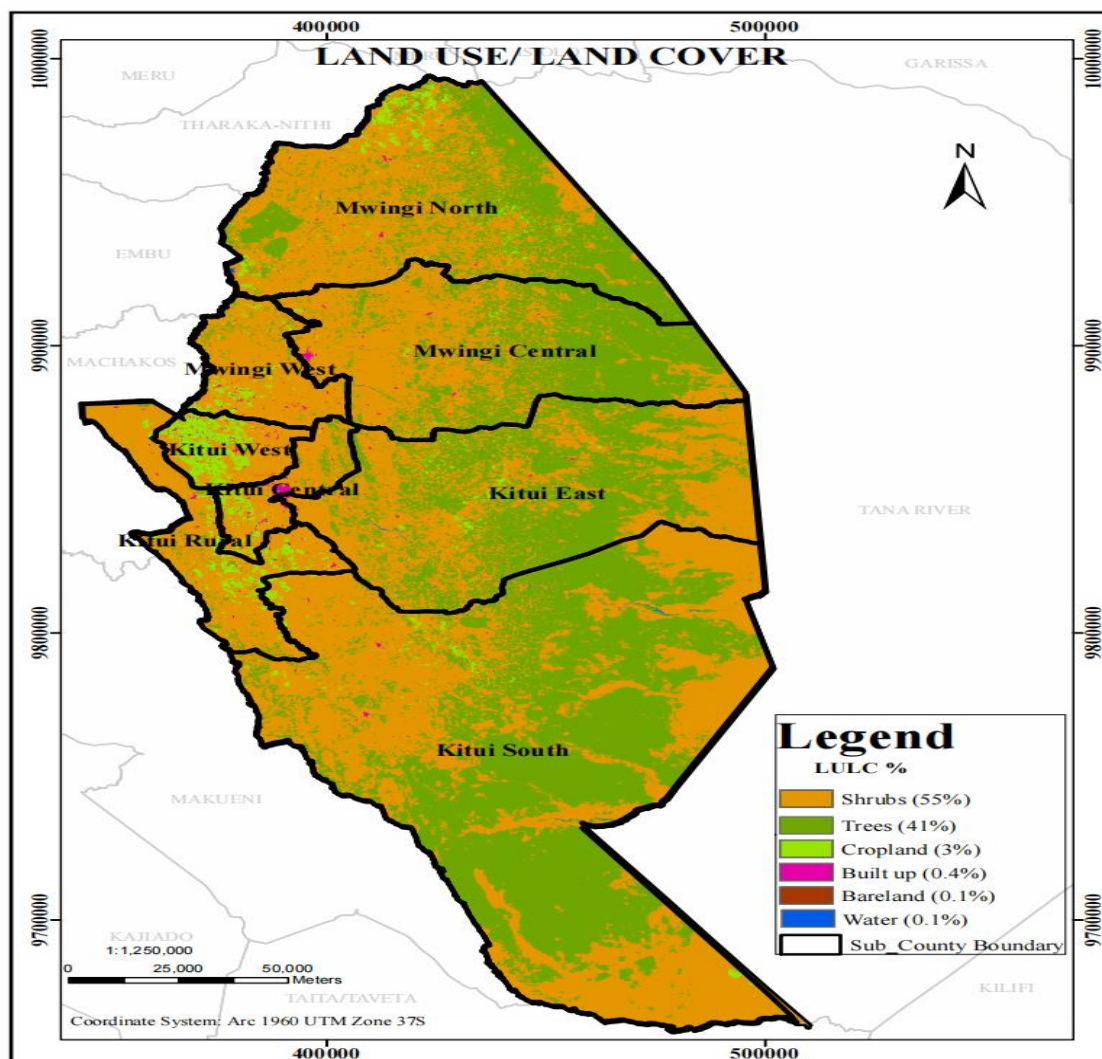 400000 500000
LAND USE/ LAND COVER
MERU
ISIOLO
GARISSA
THARAKA-NITHI
N
Mwingi North
EMBU
Mwingi Central
MACHAKOS
Mwingi West
Kitui West
Kitui Central
Kitui East
TANA RIVER
Kitui Rural
Kitui South
MAKUENI
Legend
LULC %
Shrubs (55%)
Trees (41%)
Cropland (3%)
Built up (0.4%)
Bareland (0.1%)
Water (0.1%)
Sub_County Boundary
KAJIADO
1:1,250,000
0 25,000 50,000
Meters
TAITA/TAVETA
KILIFI
Coordinate System: Arc 1960 UTM Zone 37S
400000 500000
10000000
9900000
9800000
9700000
10000000
9900000
9800000
9700000